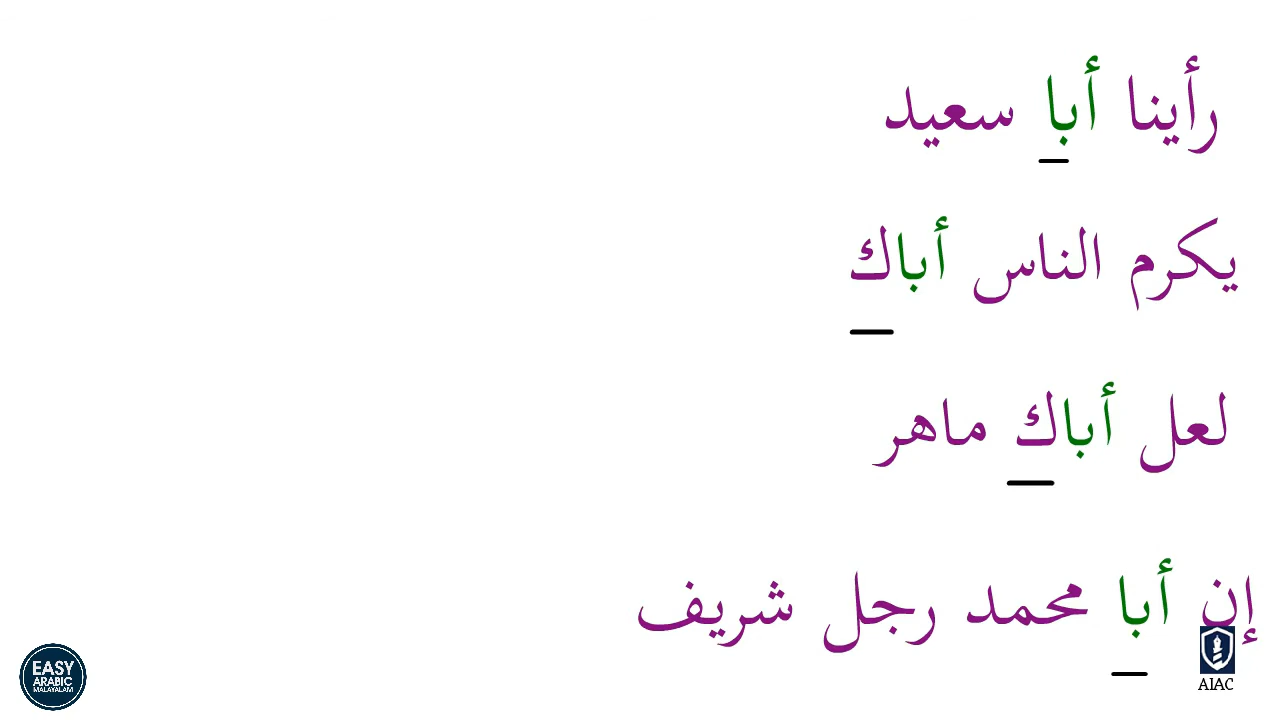 رأينا أبا سعيد
يكرم الناس أباك
لعل أباك ماهر
إن أبا محمد رجل شريف
EASY
ARABIC
MALAYALAM
AIAC